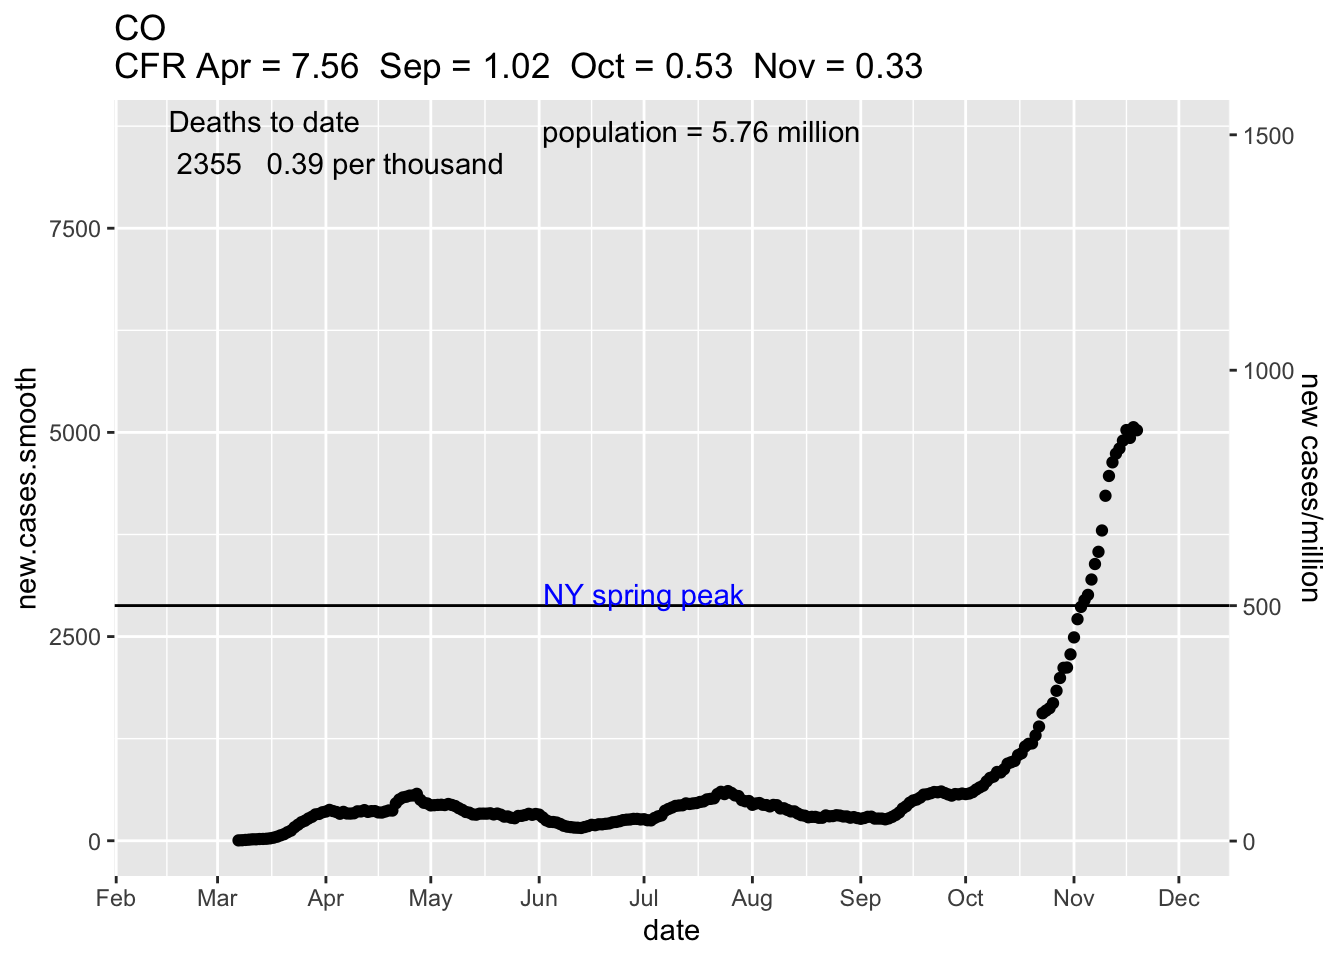 CO
CFR Apr = 7.56 Sep = 1.02 Oct = 0.53 Nov = 0.33
Deaths to date
2355 0.39 per thousand
population = 5.76 million
NY spring peak
new.cases.smooth
7500
5000
2500
0
1500
1000
500
0
new cases/million
Feb Mar Apr May Jun Jul Aug Sep Oct Nov Dec
date